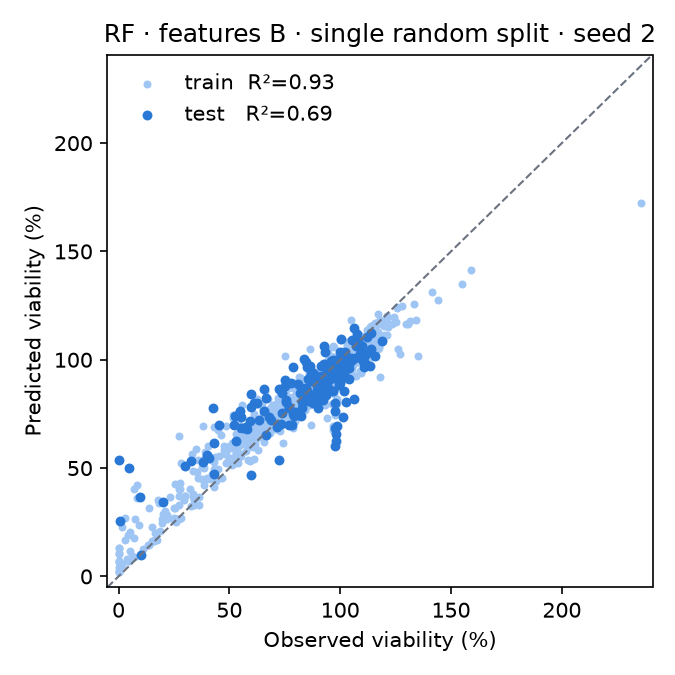 RF · features B · single random split · seed 2
train R²=0.93
test R²=0.69
200
150
100
50
0
Predicted viability (%)
0 50 100 150 200
Observed viability (%)